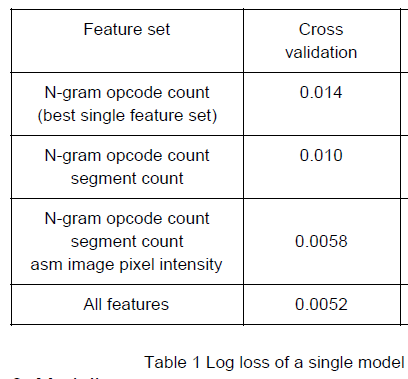 Feature set
Cross
validation
N-gram opcode count
(best single feature set)
0.014
N-gram opcode count
segment count
0.010
N-gram opcode count
segment count
asm image pixel intensity
0.0058
All features
0.0052
Table 1 Log loss of a single model